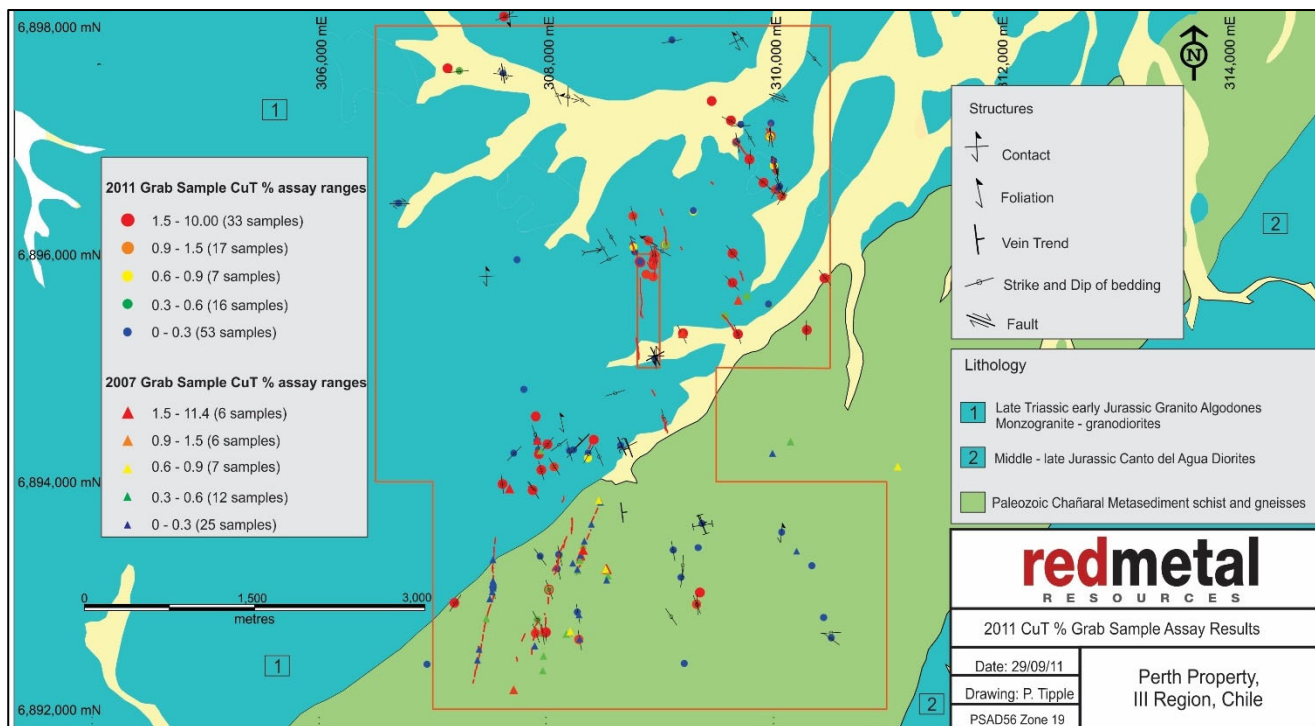 6,898,000 mN
306,000 mE
308,000 mE
310,000 mE
312,000 mE
314,000 mE
N
1
2011 Grab Sample CuT % assay ranges
1.5 - 10.00 (33 samples)
0.9 - 1.5 (17 samples)
0.6 - 0.9 (7 samples)
0.3 - 0.6 (16 samples)
0 - 0.3 (53 samples)
2007 Grab Sample CuT % assay ranges
1.5 - 11.4 (6 samples)
0.9 - 1.5 (6 samples)
0.6 - 0.9 (7 samples)
0.3 - 0.6 (12 samples)
0 - 0.3 (25 samples)
6,896,000 mN
6,894,000 mN
6,892,000 mN
0 1,500 3,000
metres
1
Structures
Contact
Foliation
Vein Trend
Strike and Dip of bedding
Fault
2
Lithology
1 Late Triassic early Jurassic Granito Algodones
Monzogranite - granodiorites
2 Middle - late Jurassic Canto del Agua Diorites
Paleozoic Chañaral Metasediment schist and gneisses
redmetal
RESOURCES
2011 CuT % Grab Sample Assay Results
Date: 29/09/11
Drawing: P. Tipple
PSAD56 Zone 19
Perth Property,
III Region, Chile
2